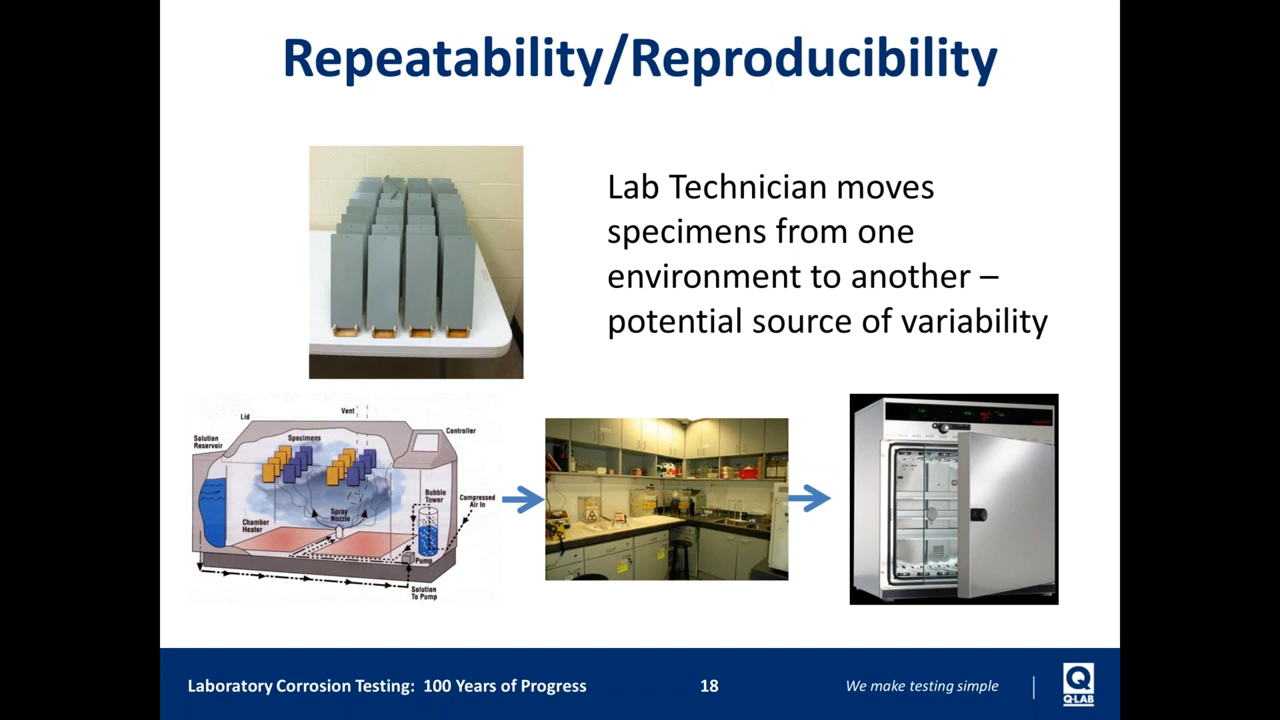 Repeatability/Reproducibility
Lab Technician moves
specimens from one
environment to another –
potential source of variability
Vent
Lid
Solution
Reservoir
Specimens
Controller
Bubble
Tower
Compressed
Air In
Spray
Nozzle
Chamber
Heater
Pump
Solution
To Pump
Laboratory Corrosion Testing: 100 Years of Progress
18
We make testing simple
Q
Q-LAB